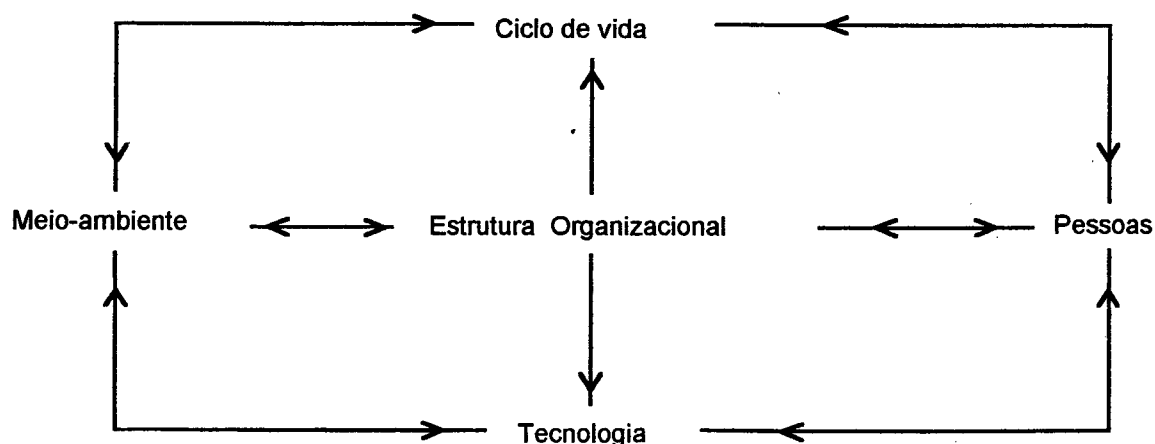 Ciclo de vida
Meio-ambiente
Estrutura Organizacional
Pessoas
Tecnologia